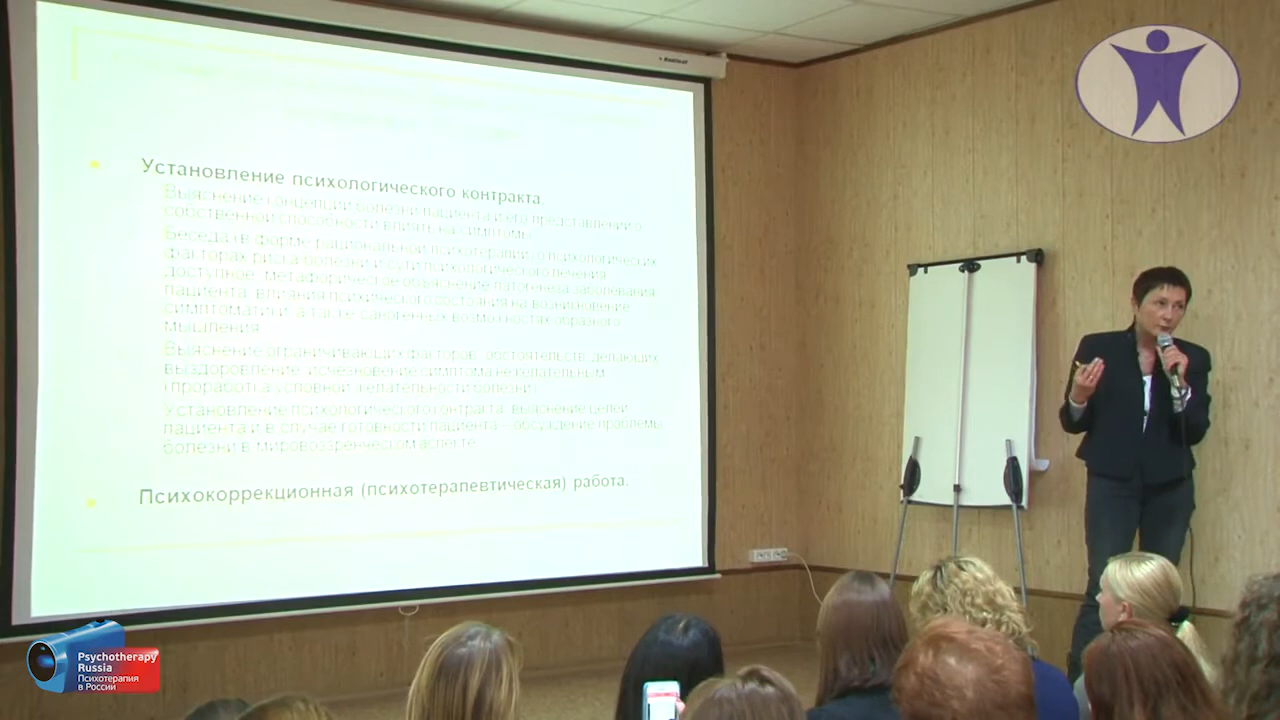 Установление психологического контракта
Выяснение концепции болезни пациента и его представлений о
собственной способности влиять на симптомы.
Беседа (в форме рациональной психотерапии) о психологических
факторах риска болезни и сути психологического лечения.
Доступное, метафорическое объяснение патогенеза заболевания
пациента, влияния психического состояния на возникновение
симптоматики, а также саногенных возможностях образного
мышления.
Выяснение ограничивающих факторов, обстоятельств, делающих
выздоровление, исчезновение симптома нежелательным
(проработка условной желательности болезни).
Установление психологического контракта: выяснение целей
пациента и в случае готовности пациента – обсуждение проблемы
болезни в мировоззренческом аспекте.
Психокоррекционная (психотерапевтическая) работа.
Psychotherapy
Russia
Психотерапия
в России